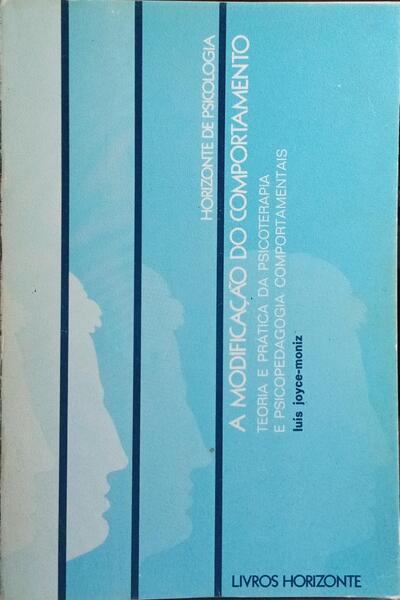 HORIZONTE DE PSICOLOGIA
A MODIFICAÇÃO DO COMPORTAMENTO
TEORIA E PRÁTICA DA PSICOTERAPIA
E PSICOPEDAGOGIA COMPORTAMENTAIS
luis joyce-moniz
LIVROS HORIZONTE